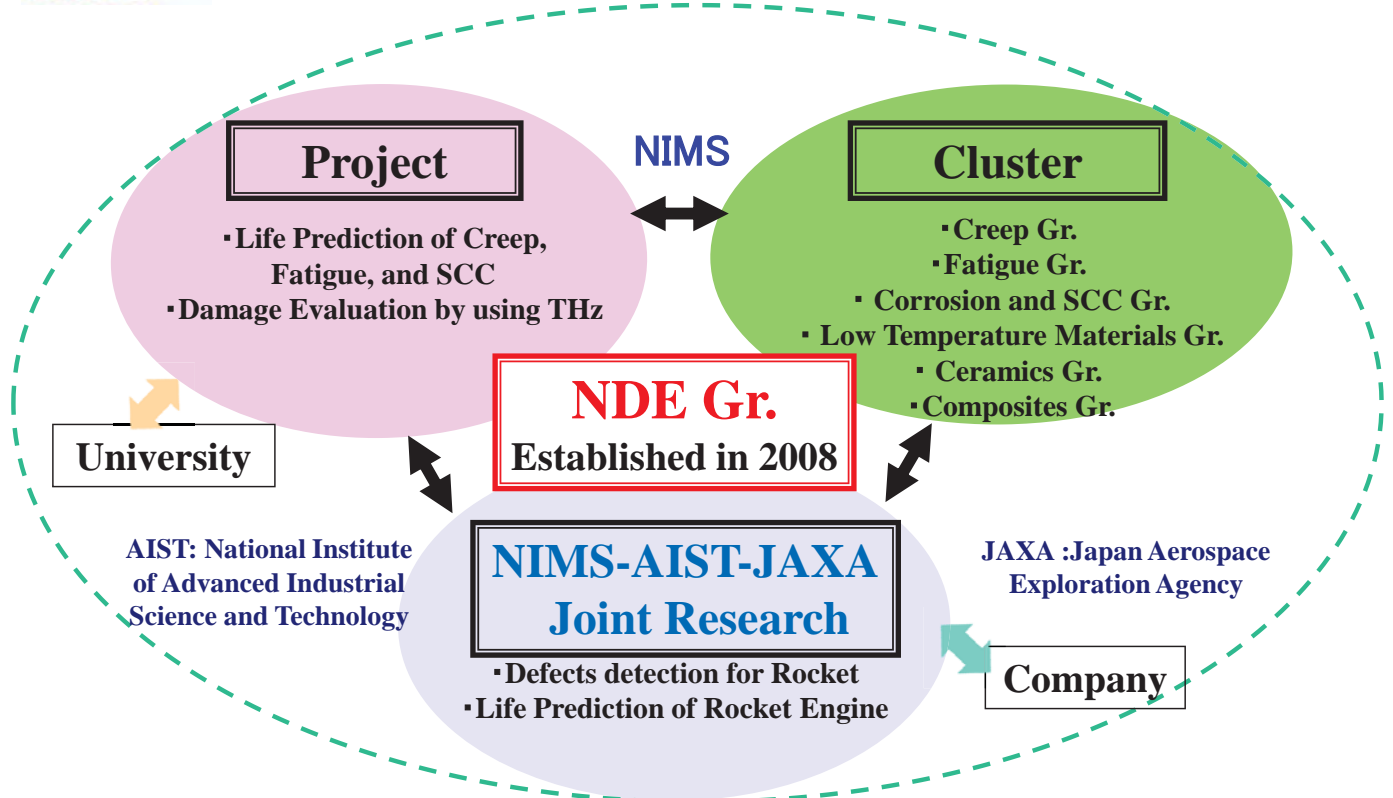 Project
・Life Prediction of Creep,
Fatigue, and SCC
・Damage Evaluation by using THz
NIMS
Cluster
・Creep Gr.
・Fatigue Gr.
・ Corrosion and SCC Gr.
・ Low Temperature Materials Gr.
・ Ceramics Gr.
・Composites Gr.
NDE Gr.
Established in 2008
University
AIST: National Institute
of Advanced Industrial
Science and Technology
NIMS-AIST-JAXA
Joint Research
・Defects detection for Rocket
・Life Prediction of Rocket Engine
JAXA :Japan Aerospace
Exploration Agency
Company